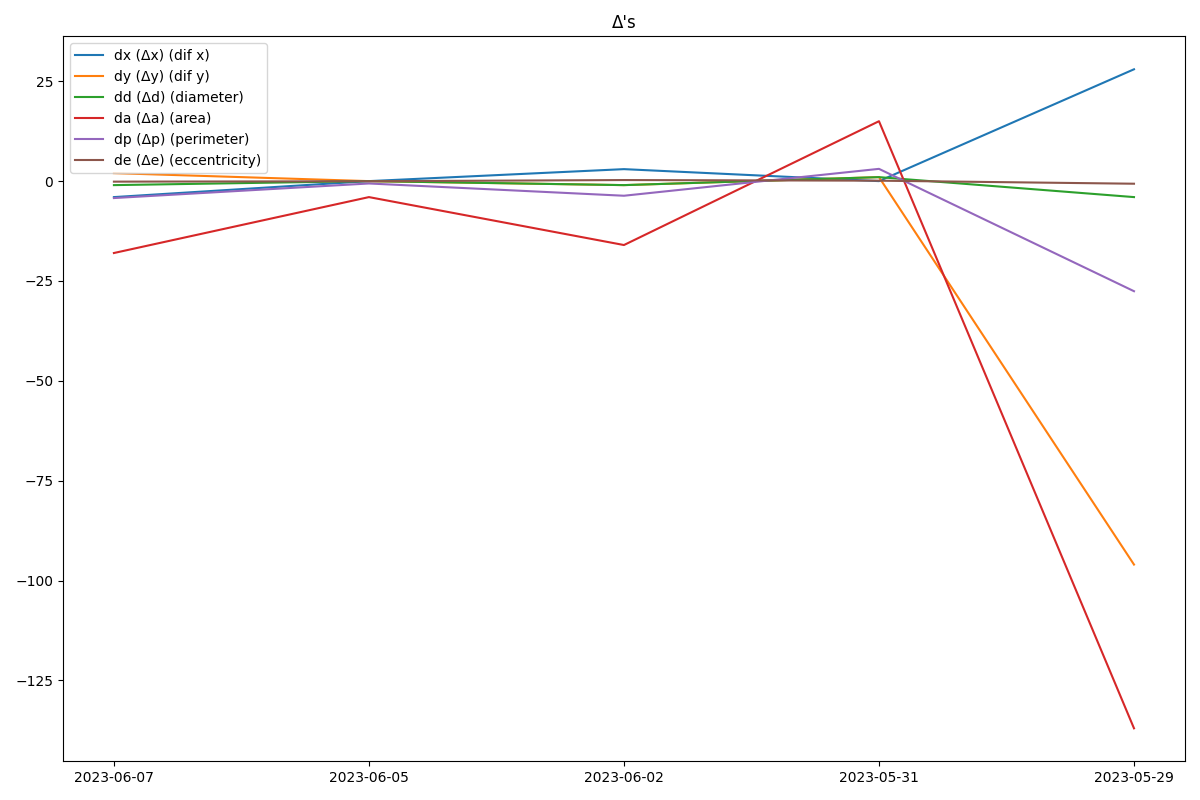 Δ's
dx (Δx) (dif x)
dy (Δy) (dif y)
dd (Δd) (diameter)
da (Δa) (area)
dp (Δp) (perimeter)
de (Δe) (eccentricity)
25
0
−25
−50
−75
−100
−125
2023-06-07 2023-06-05 2023-06-02 2023-05-31 2023-05-29